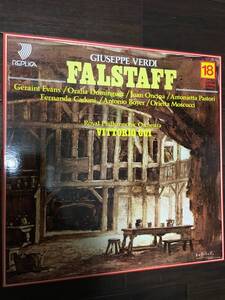 REPLICA
GIUSEPPE VERDI
FALSTAFF
18
Geraint Evans / Oralia Dominguez / Juan Oncina / Antonietta Pastori
Fernanda Cadoni / Antonio Boyer / Orietta Moscucci
Royal Philharmonic Orchestra
VITTORIO GUI